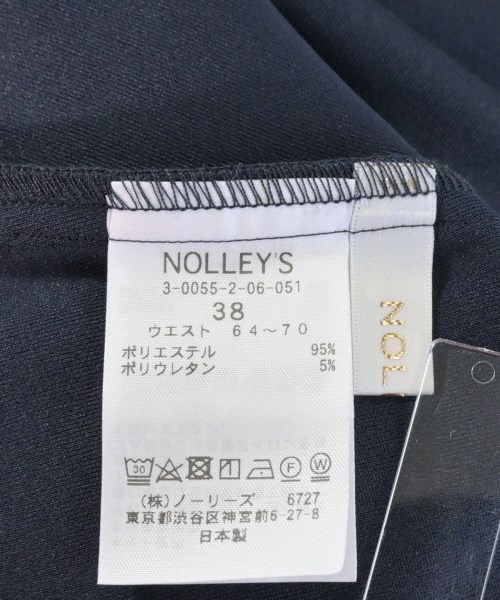 NOLLEY'S
3-0055-2-06-051
38
ウエスト 64～70
ポリエステル 95%
ポリウレタン 5%
30
F W
(株)ノーリーズ 6727
東京都渋谷区神宮前6-27-8
日本製
NOL